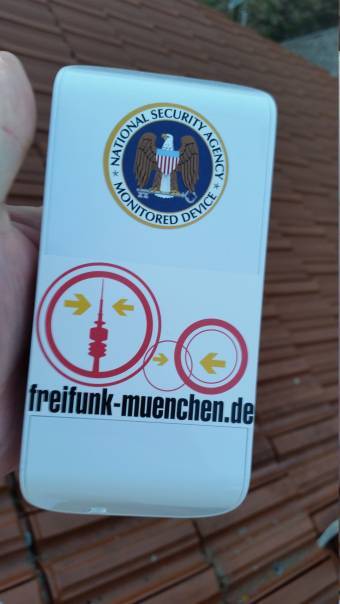 ★ NATIONAL SECURITY AGENCY ★
MONITORED DEVICE
freifunk-muenchen.de